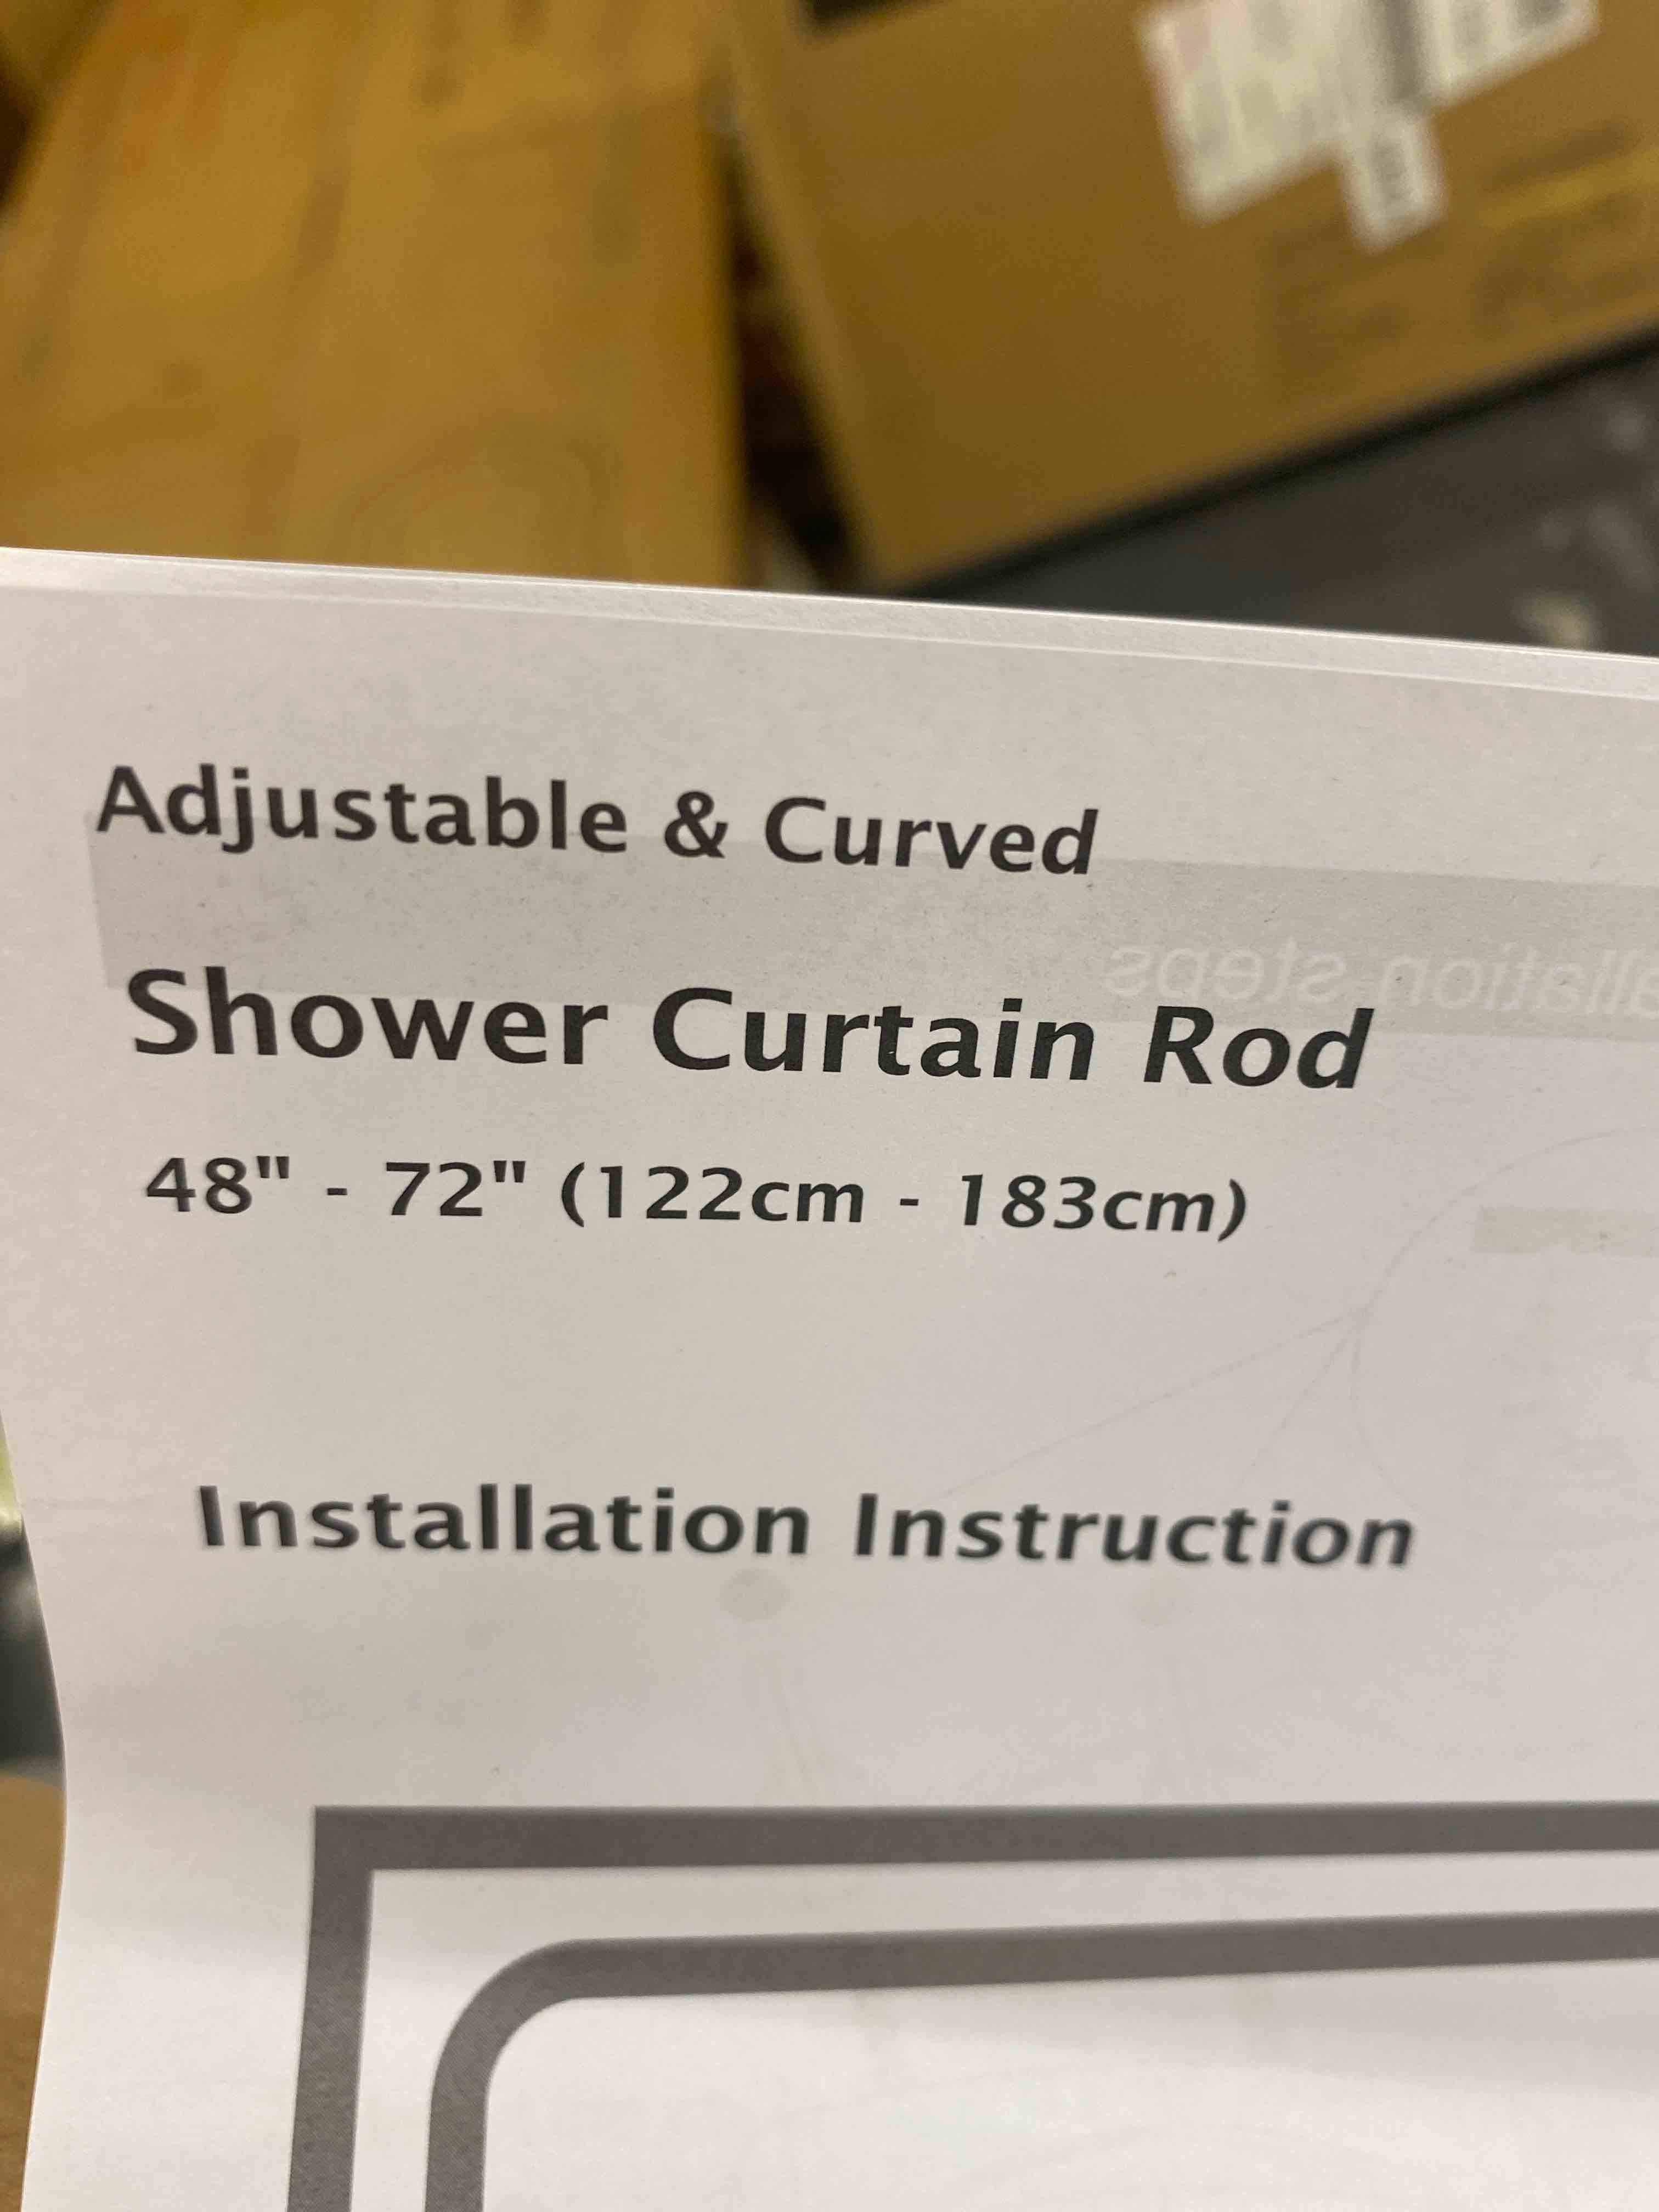 Adjustable & Curved
Shower Curtain Rod
48" - 72" (122cm - 183cm)
Installation Instruction